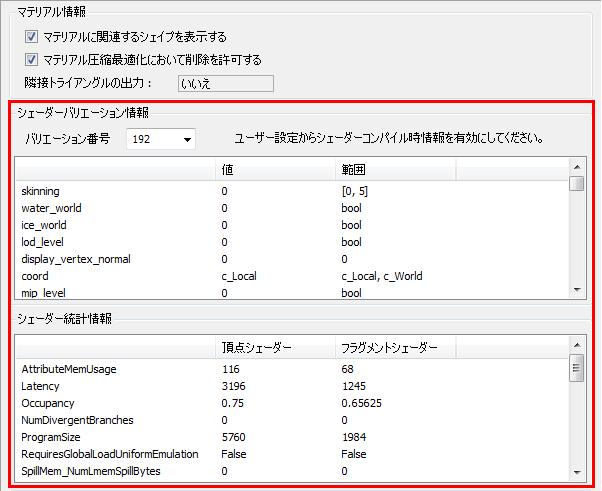 マテリアル情報
マテリアルに関連するシェイプを表示する
マテリアル圧縮最適化において削除を許可する
隣接トライアングルの出力： いいえ
シェーダーバリエーション情報
バリエーション番号 192 ユーザー設定からシェーダーコンパイル時情報を有効にしてください。
値 範囲
skinning 0 [0, 5]
water_world 0 bool
ice_world 0 bool
lod_level 0 bool
display_vertex_normal 0 0
coord c_Local c_Local, c_World
mip_level 0 bool
シェーダー統計情報
頂点シェーダー フラグメントシェーダー
AttributeMemUsage 116 68
Latency 3196 1245
Occupancy 0.75 0.65625
NumDivergentBranches 0 0
ProgramSize 5760 1984
RequiresGlobalLoadUniformEmulation False False
SpillMem_NumLmemSpillBytes 0 0